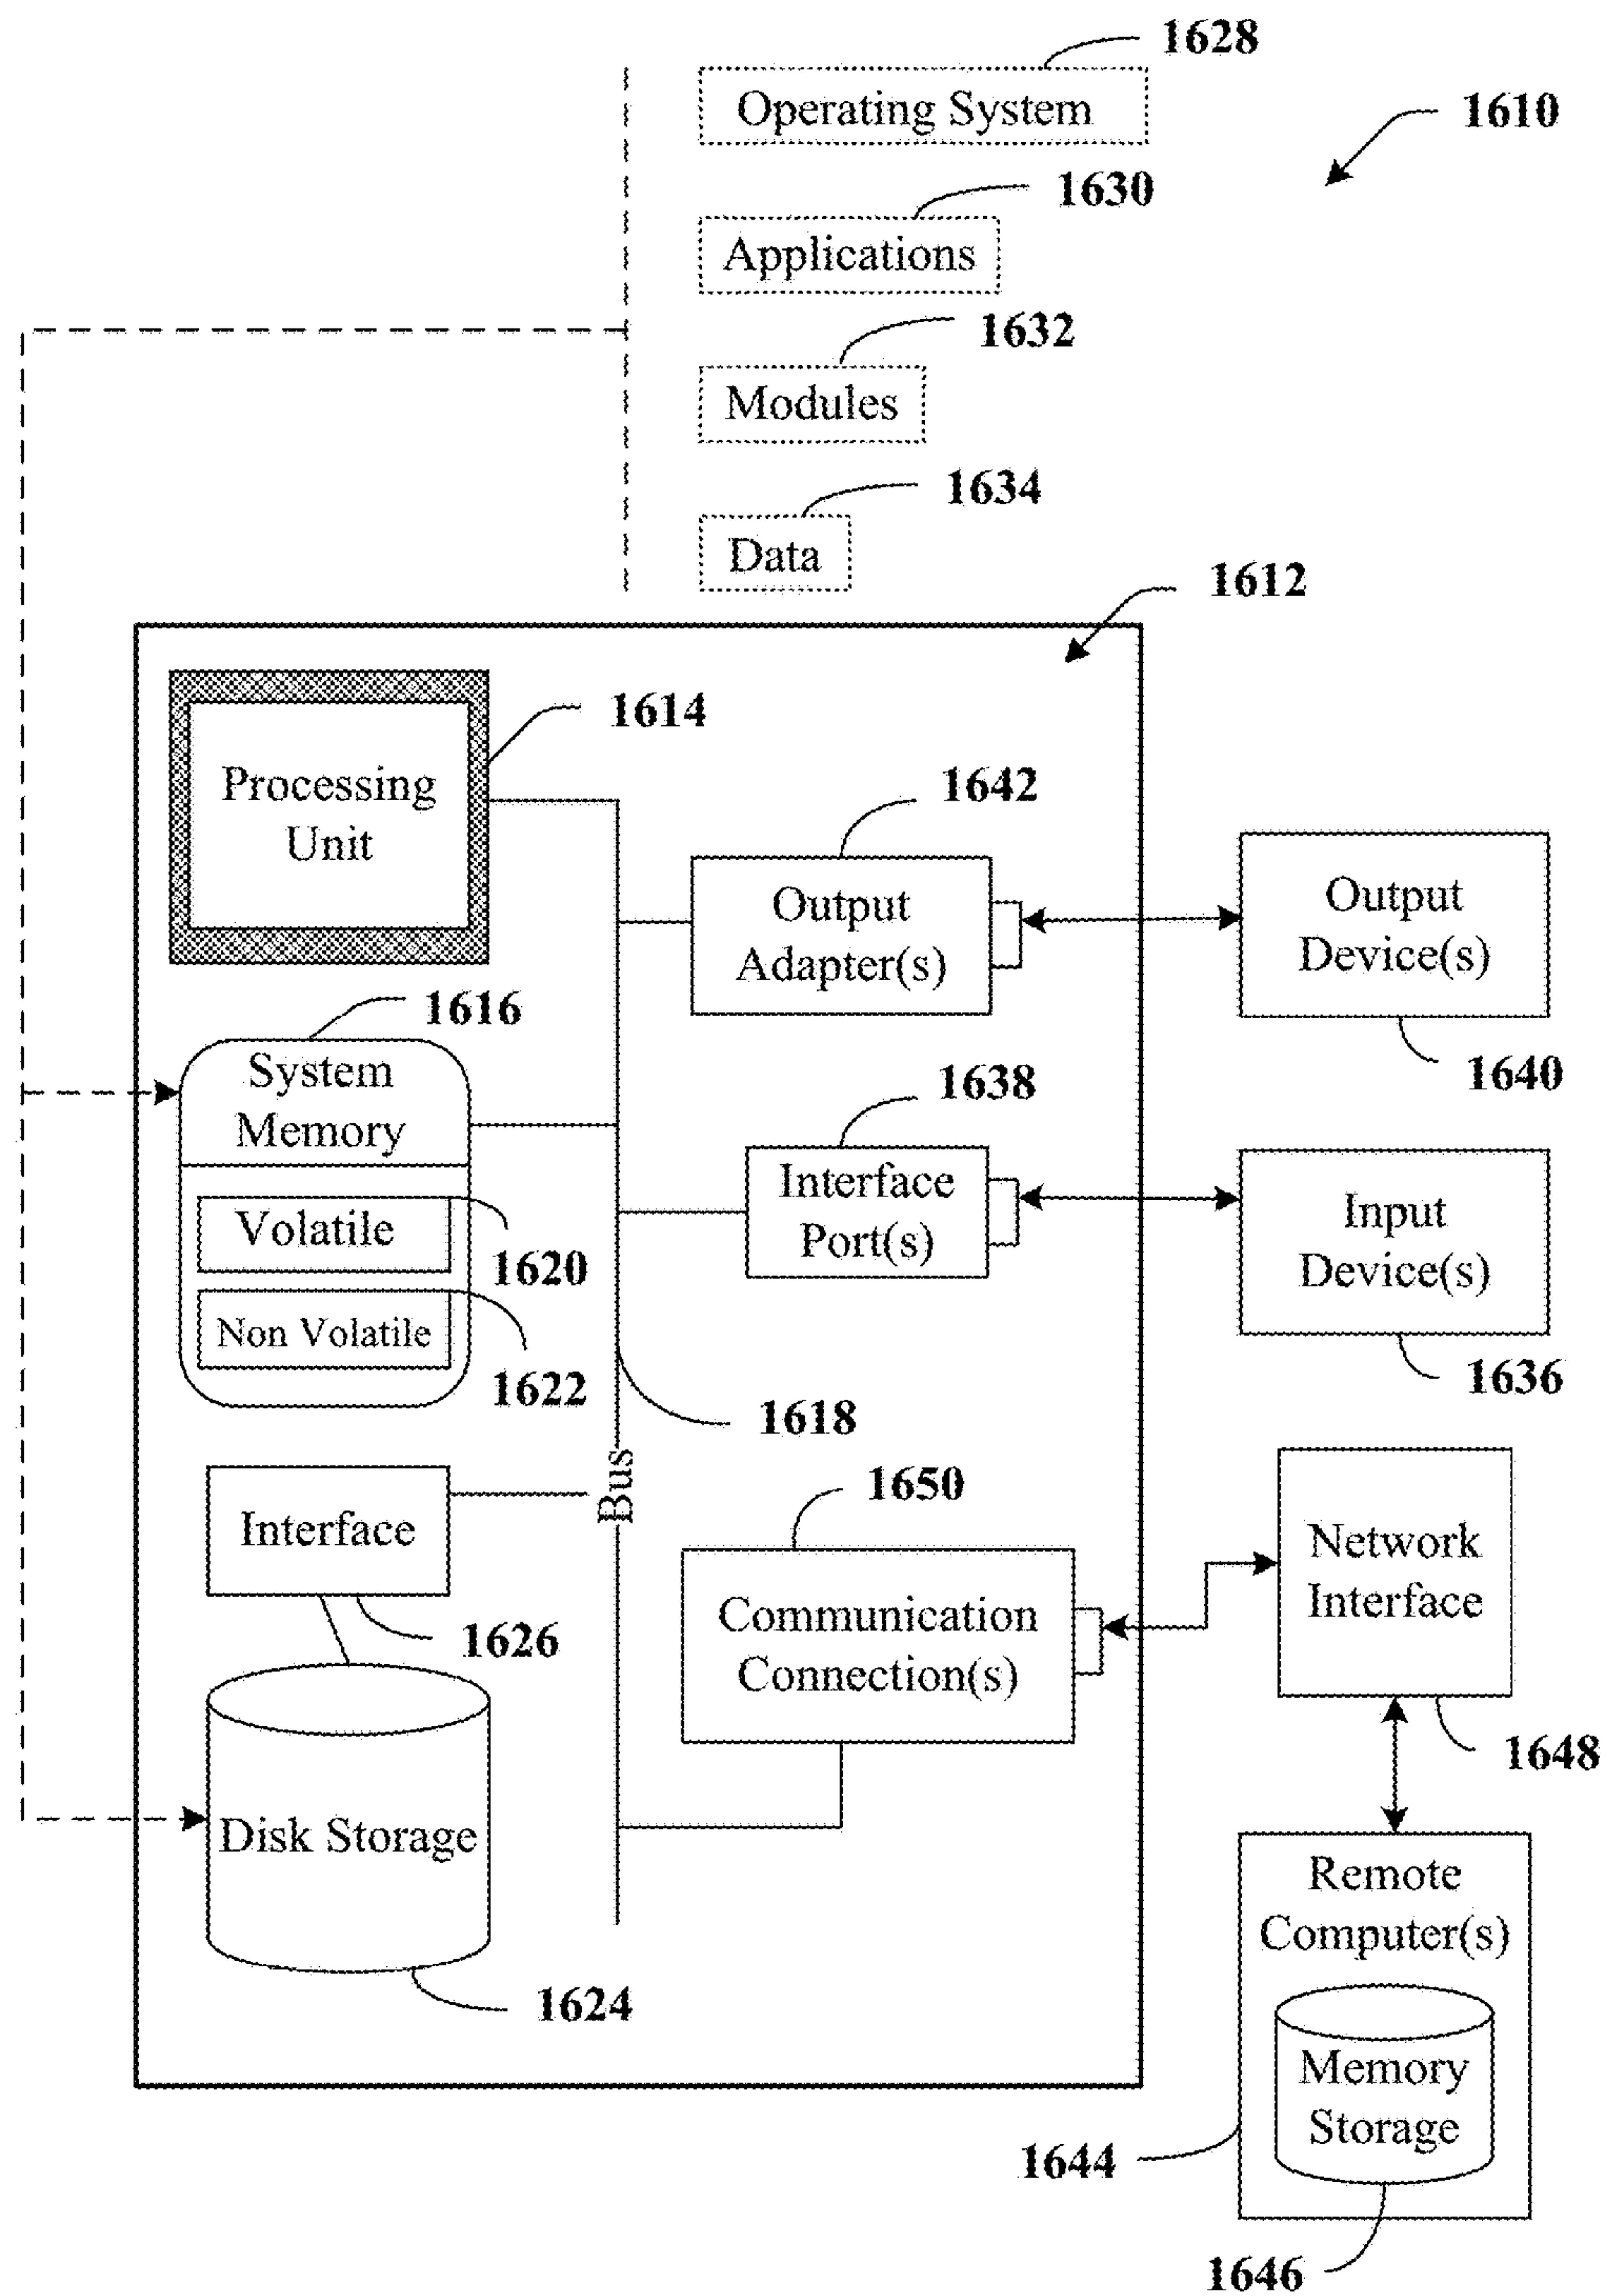 1628
Operating System
1610
1630
Applications
1632
Modules
1634
Data
1612
1614
Processing
Unit
1642
Output
Adapter(s)
Output
Device(s)
1640
1616
System
Memory
1638
Interface
Port(s)
Input
Device(s)
1636
Volatile
1620
Non Volatile
1622
1618
Bus
1650
Interface
1626
Communication
Connection(s)
Network
Interface
1648
Disk Storage
1624
Remote
Computer(s)
Memory
Storage
1644
1646